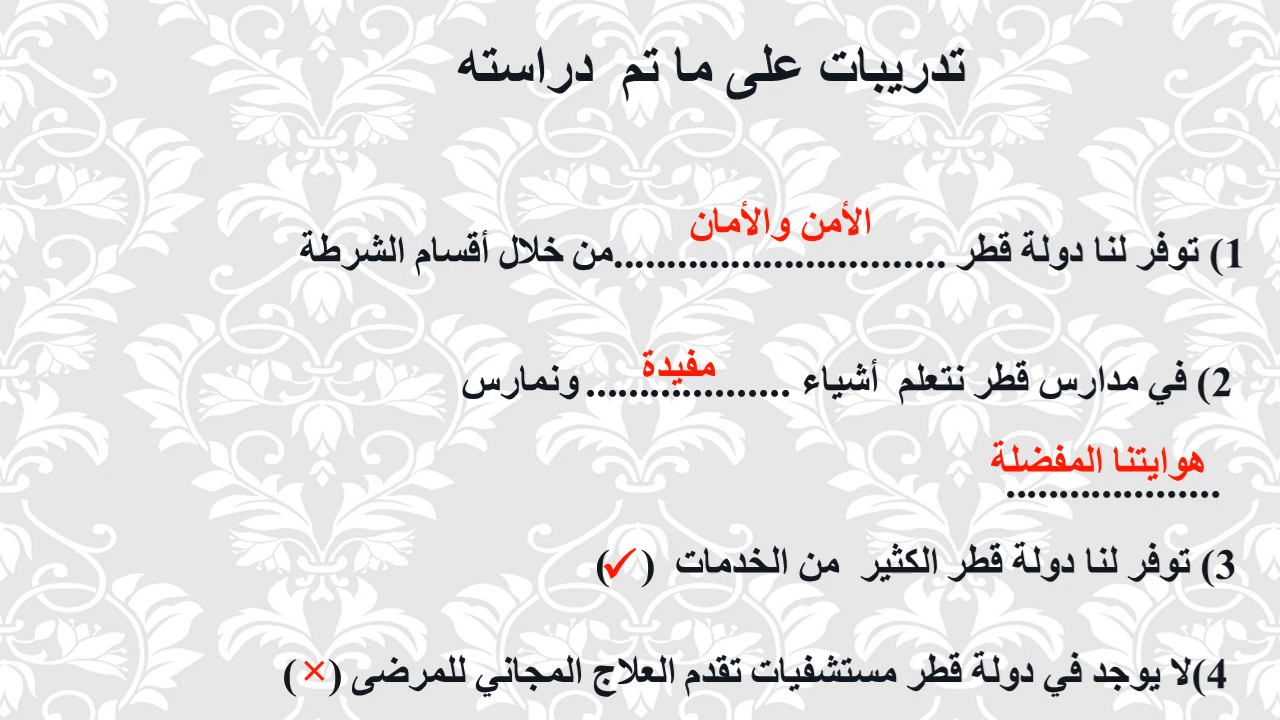 تدريبات على ما تم دراسته
الأمن والأمان
1) توفر لنا دولة قطر ...............................من خلال أقسام الشرطة
مفيدة
2) في مدارس قطر نتعلم أشياء ................... ونمارس
هوايتنا المفضلة
....................
3) توفر لنا دولة قطر الكثير من الخدمات (✓)
4)لا يوجد في دولة قطر مستشفيات تقدم العلاج المجاني للمرضى (×)